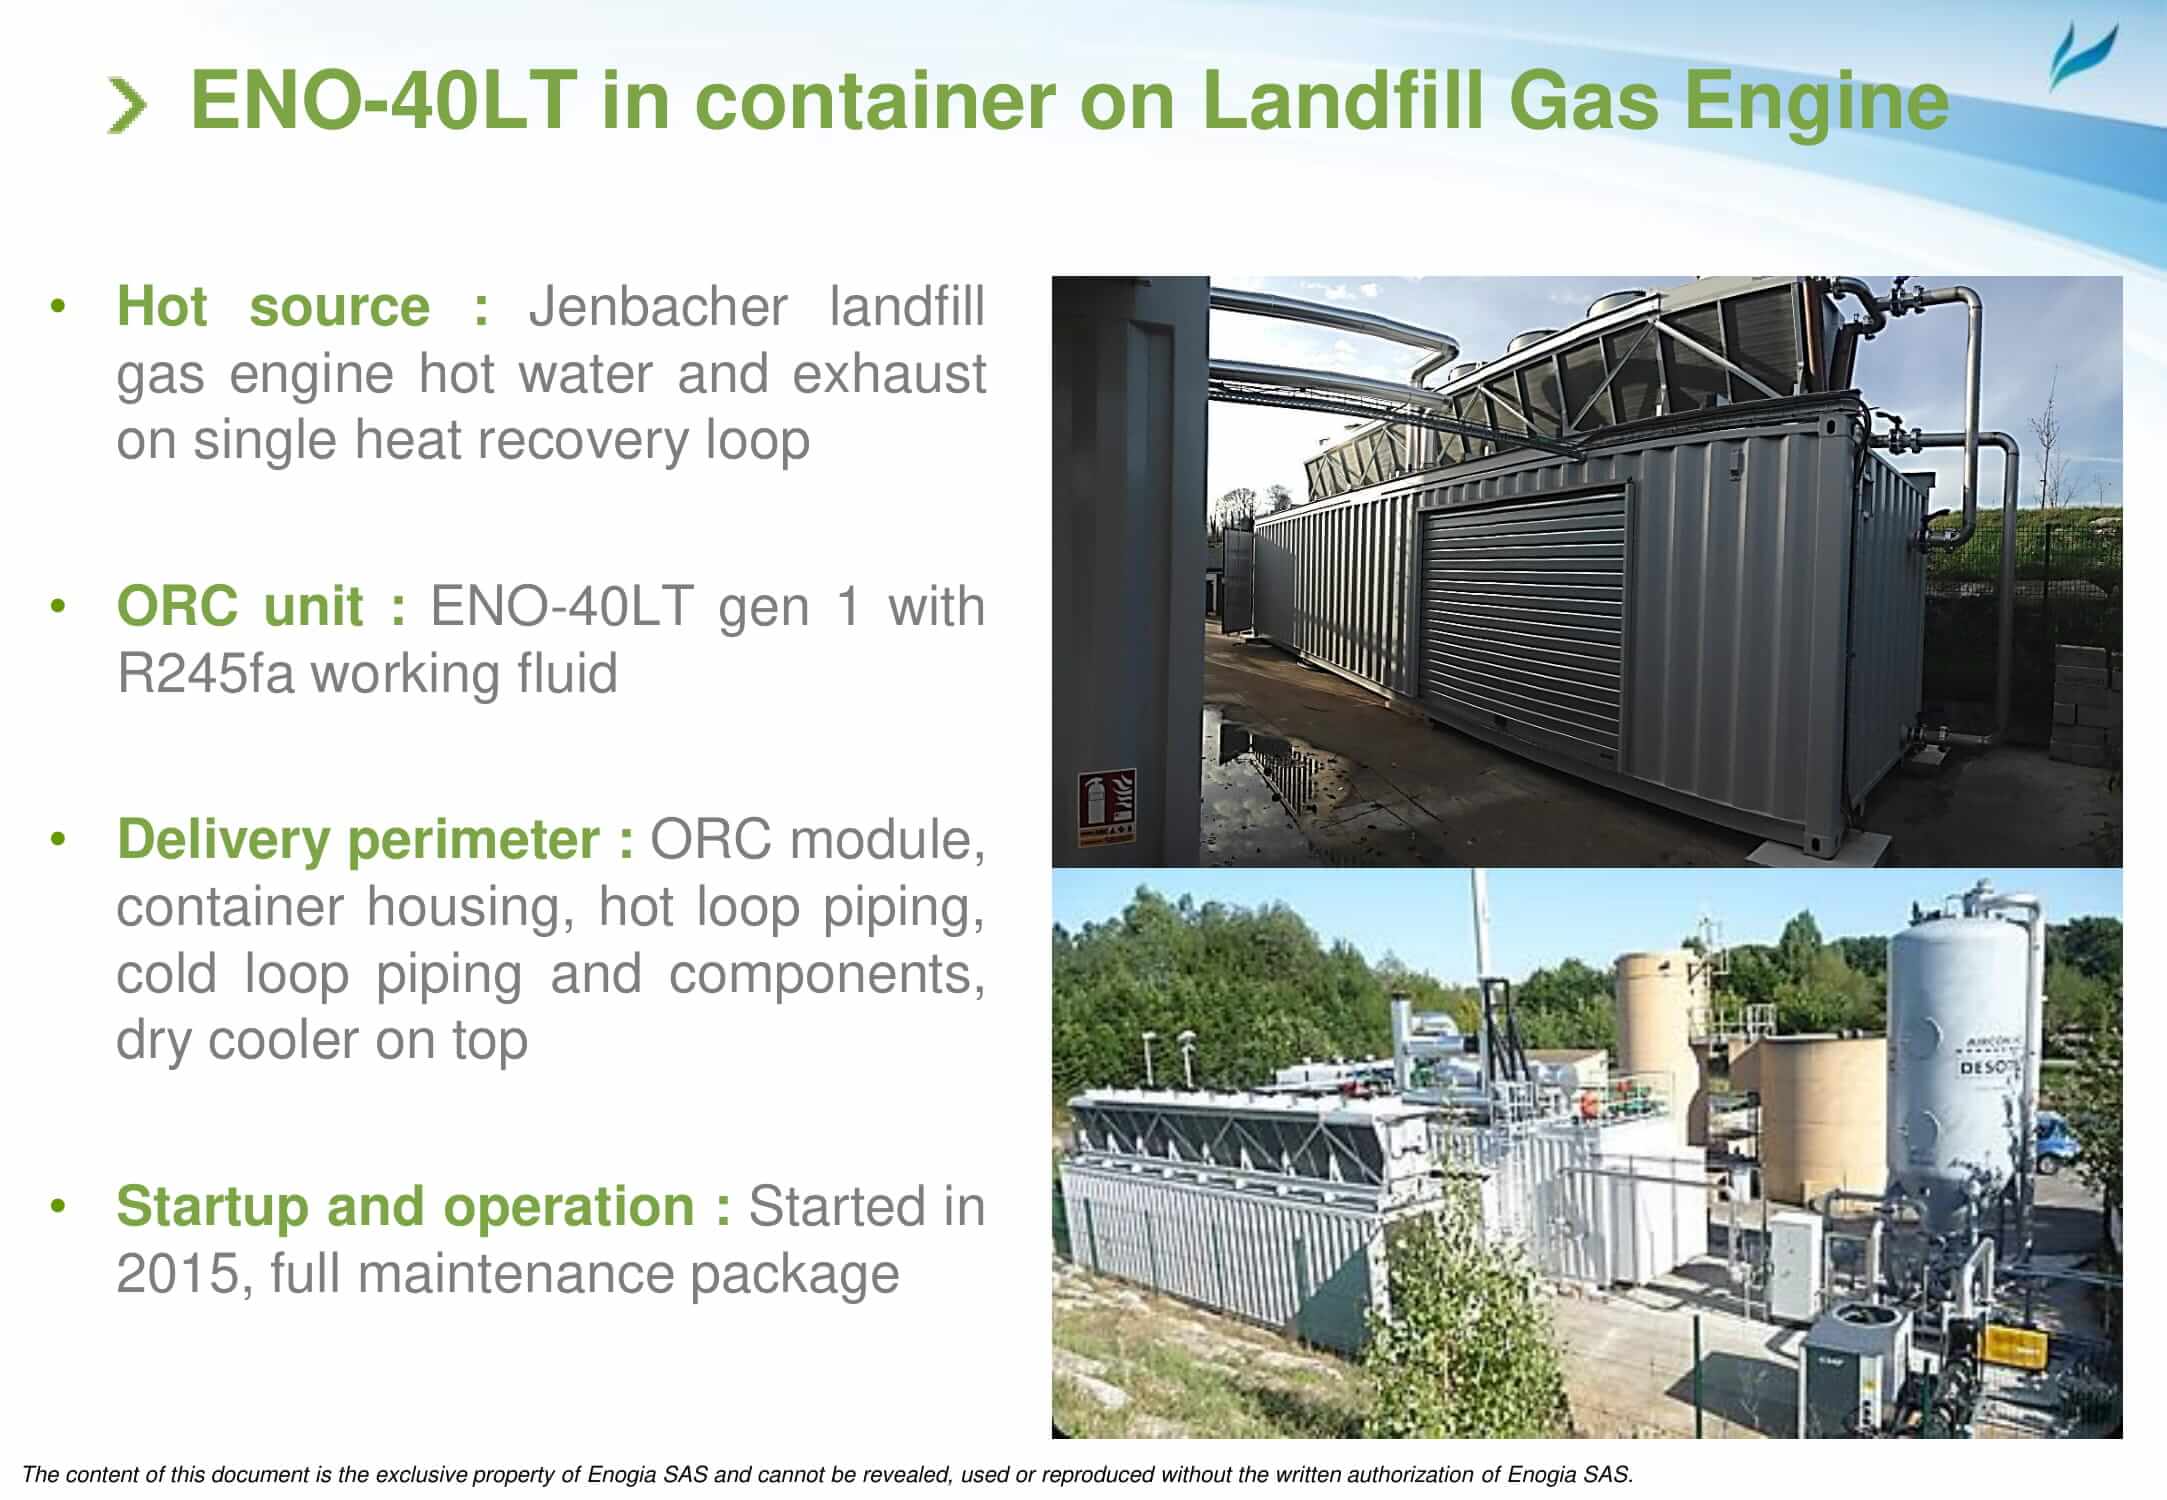 ENO-40LT in container on Landfill Gas Engine
• Hot source : Jenbacher landfill
gas engine hot water and exhaust
on single heat recovery loop
• ORC unit : ENO-40LT gen 1 with
R245fa working fluid
• Delivery perimeter : ORC module,
container housing, hot loop piping,
cold loop piping and components,
dry cooler on top
• Startup and operation : Started in
2015, full maintenance package
The content of this document is the exclusive property of Enogia SAS and cannot be revealed, used or reproduced without the written authorization of Enogia SAS.